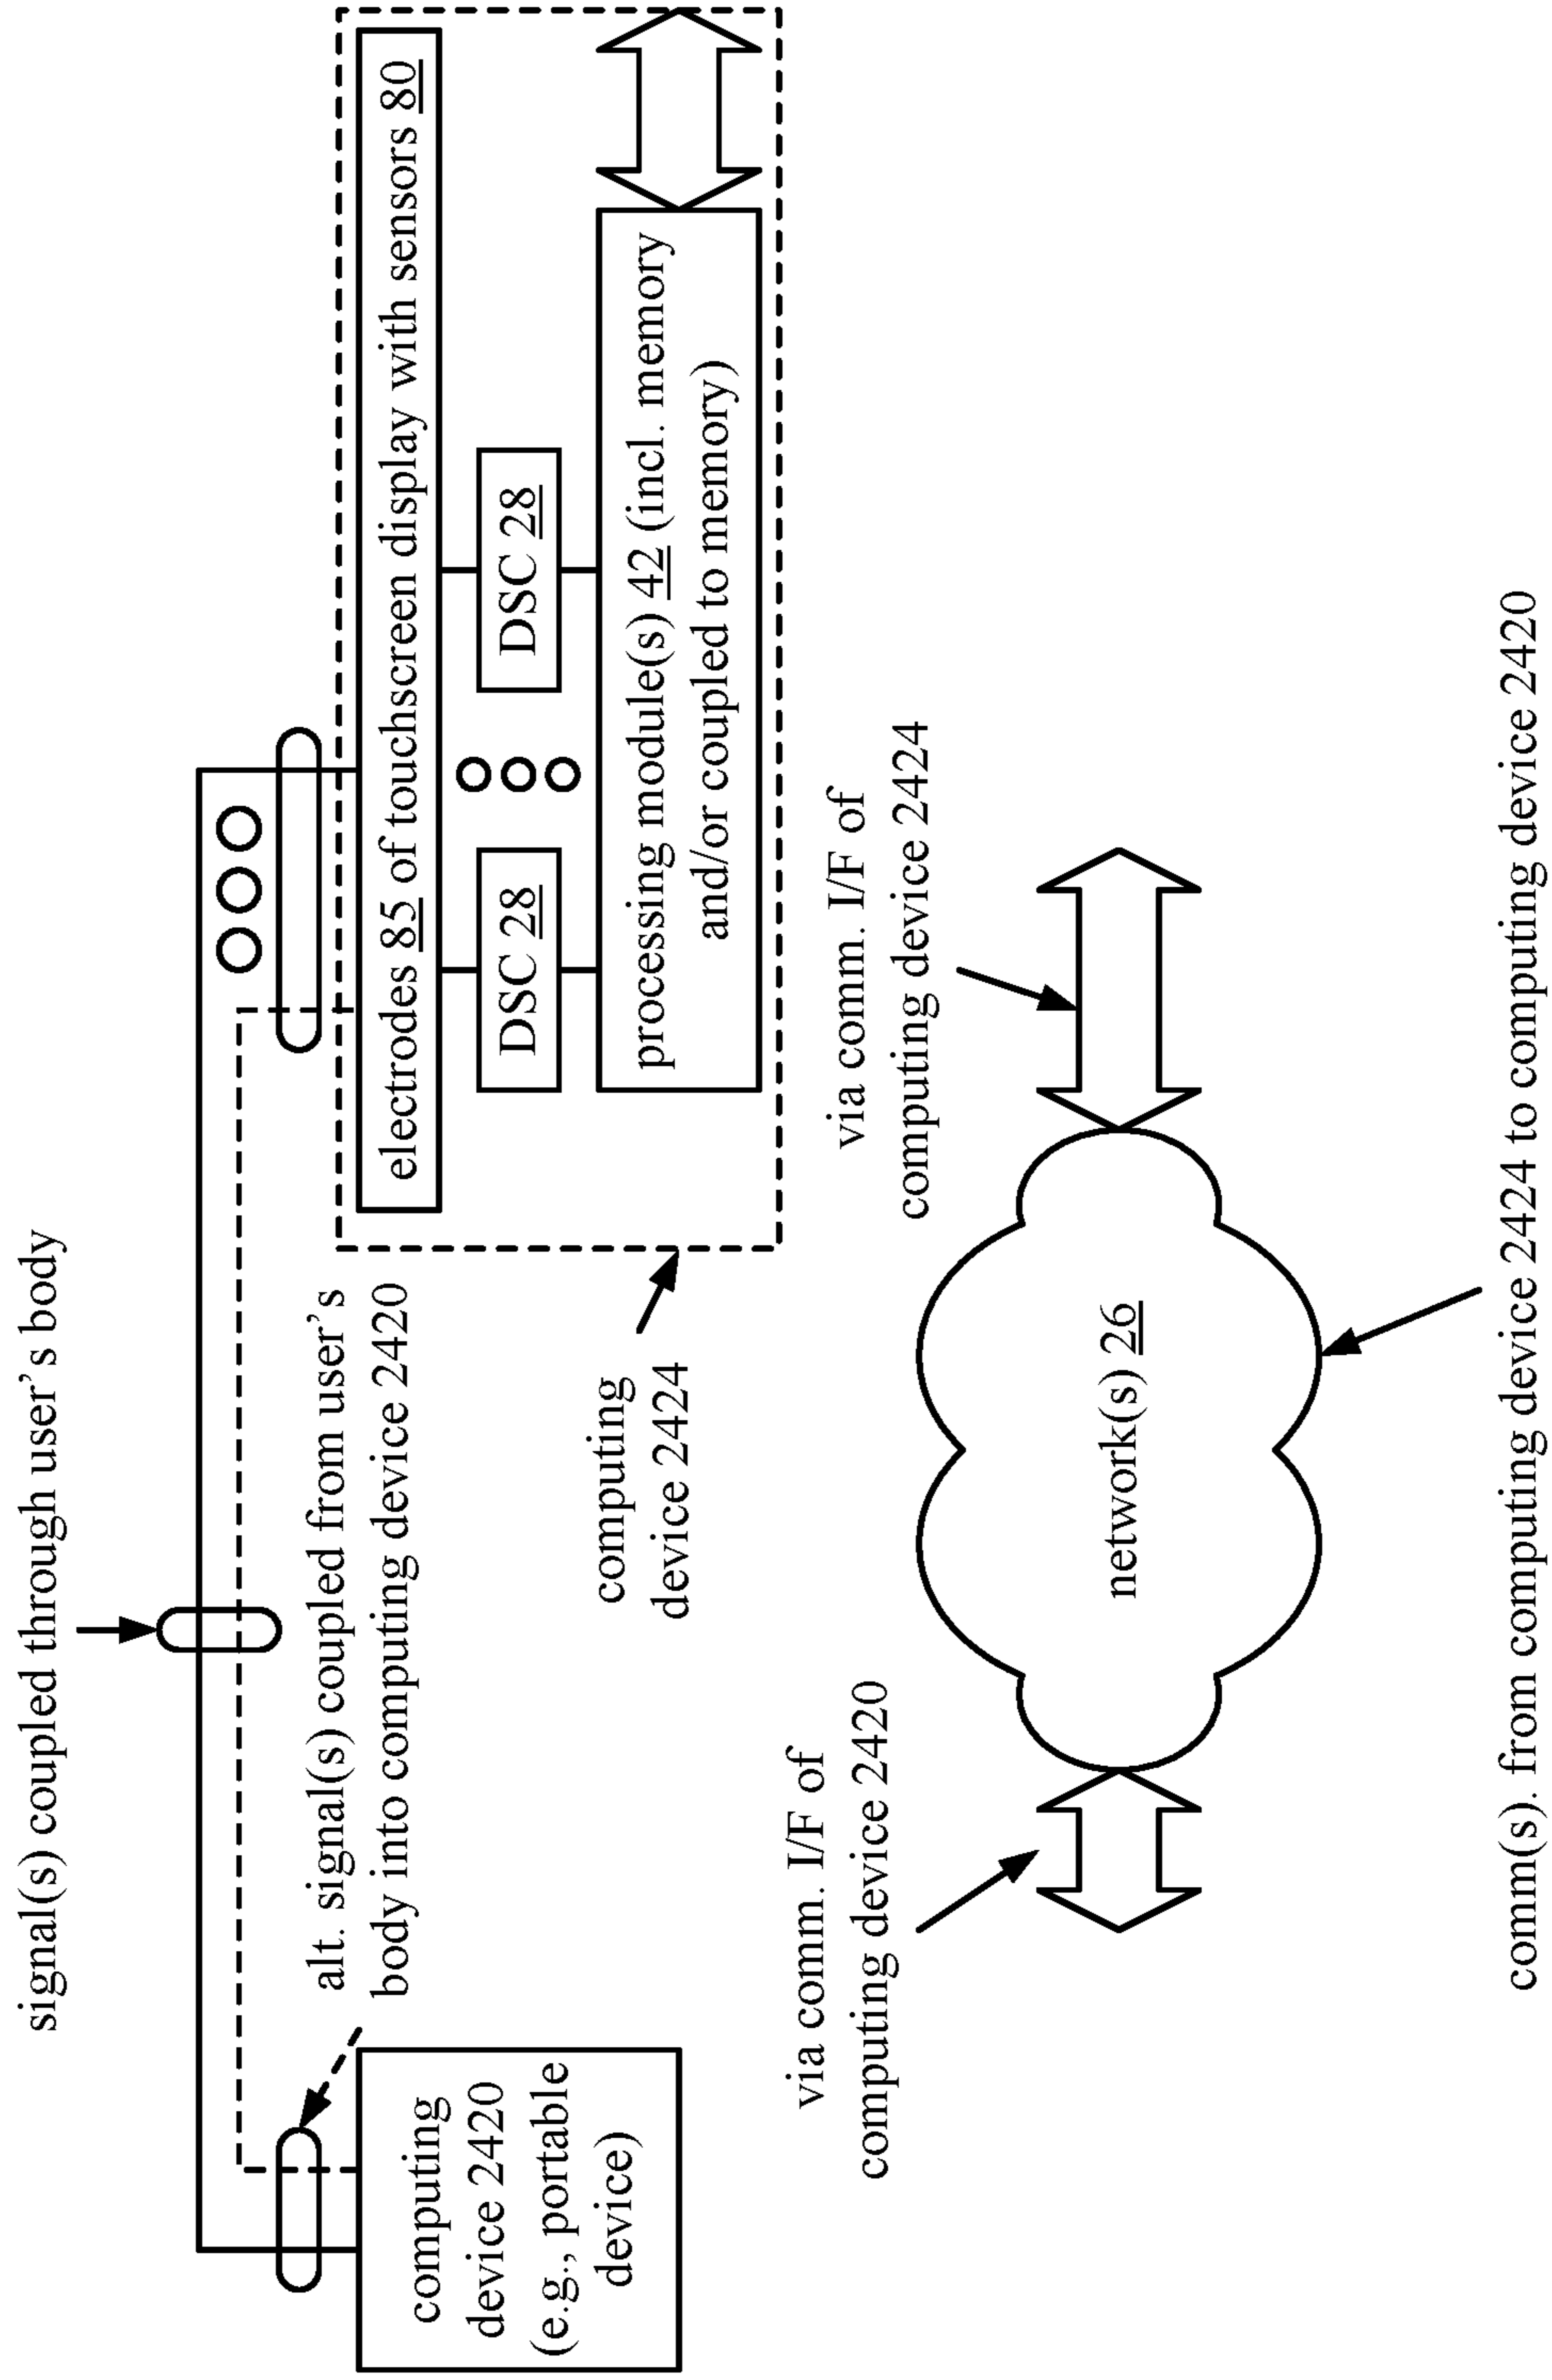 signal(s) coupled through user's body
alt. signal(s) coupled from user's
body into computing device 2420
computing
device 2420
(e.g., portable
device)
electrodes 85 of touchscreen display with sensors 80
DSC 28
DSC 28
processing module(s) 42 (incl. memory
and/or coupled to memory)
computing
device 2424
via comm. I/F of
computing device 2420
network(s) 26
via comm. I/F of
computing device 2424
comm(s). from computing device 2424 to computing device 2420